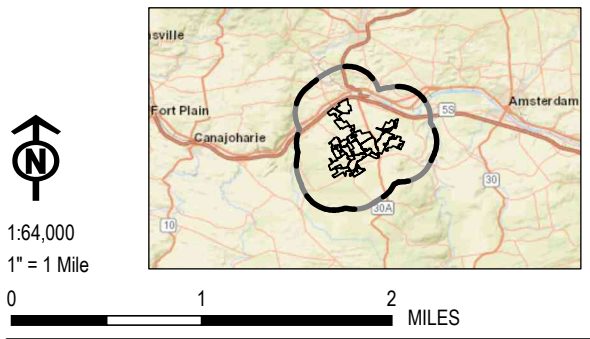 sville
Fort Plain
Canajoharie
5S
Amsterdam
30
30A
10
N
1:64,000
1" = 1 Mile
0 1 2
MILES